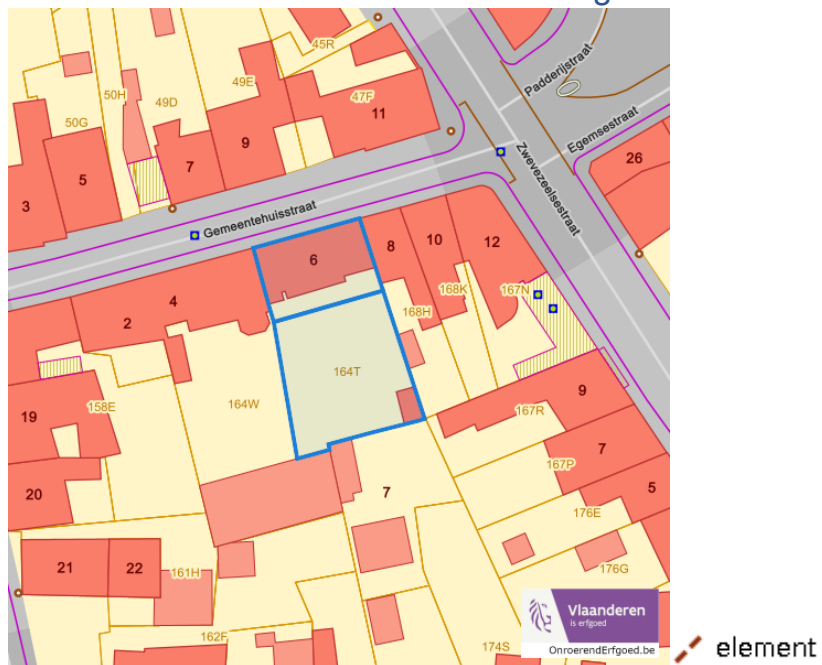 g
45R
Padderijstraat
50H
49D
49E
47F
11
Egemsestraat
50G
9
26
5
7
Zwevezeelsestraat
3
Gemeentehuisstraat
6
8
10
12
4
167N
168K
2
168H
164T
9
158E
164W
167R
19
7
167P
20
7
5
176E
21
22
161H
176G
Vlaanderen
is erfgoed
162F
174S
OnroerendErfgoed.be
element